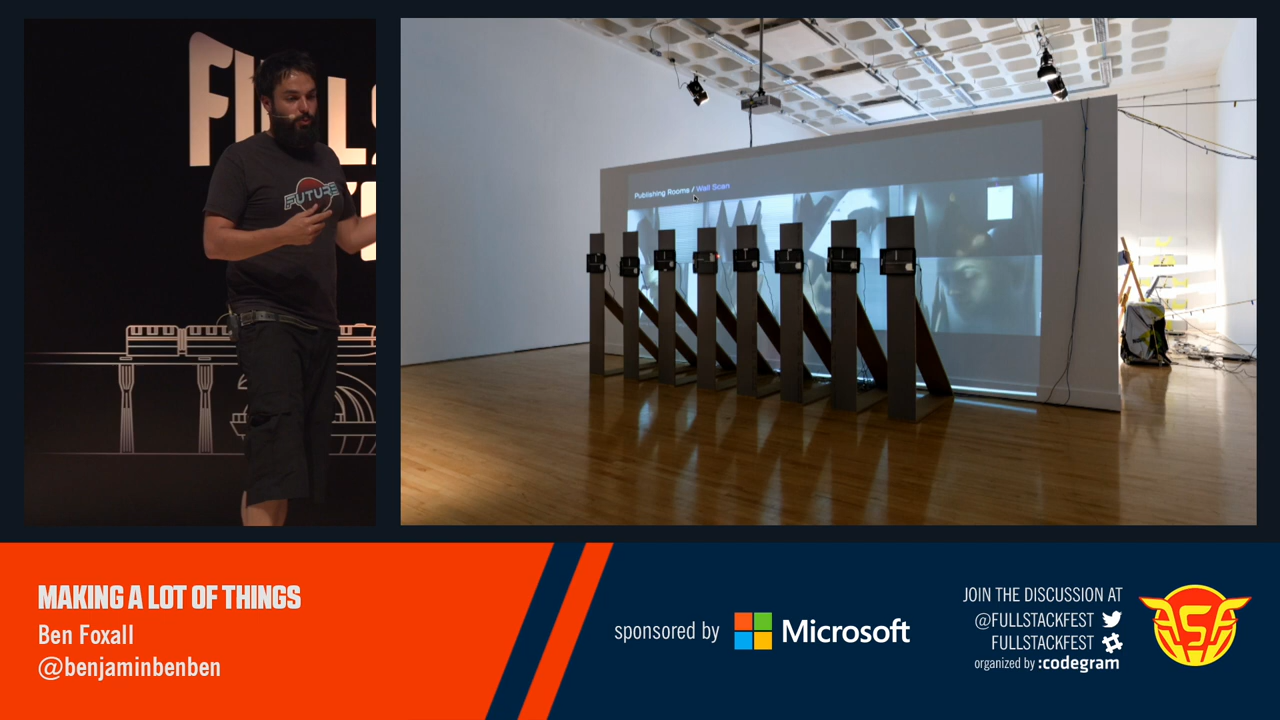 FUTURE
Publishing Rooms / Wall Scan
MAKING A LOT OF THINGS
Ben Foxall
@benjaminbenben
sponsored by Microsoft
JOIN THE DISCUSSION AT
@FULLSTACKFEST
FULLSTACKFEST
organized by :codegram